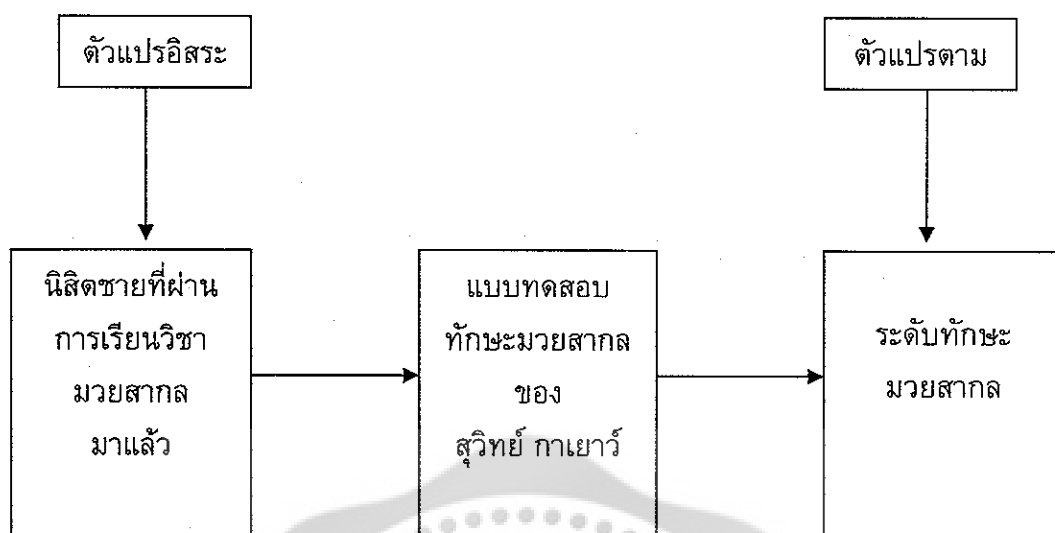 ตัวแปรอิสระ
ตัวแปรตาม
นิสิตชายที่ผ่าน
การเรียนวิชา
มวยสากล
มาแล้ว
แบบทดสอบ
ทักษะมวยสากล
ของ
สุวิทย์ กาเยาว์
ระดับทักษะ
มวยสากล